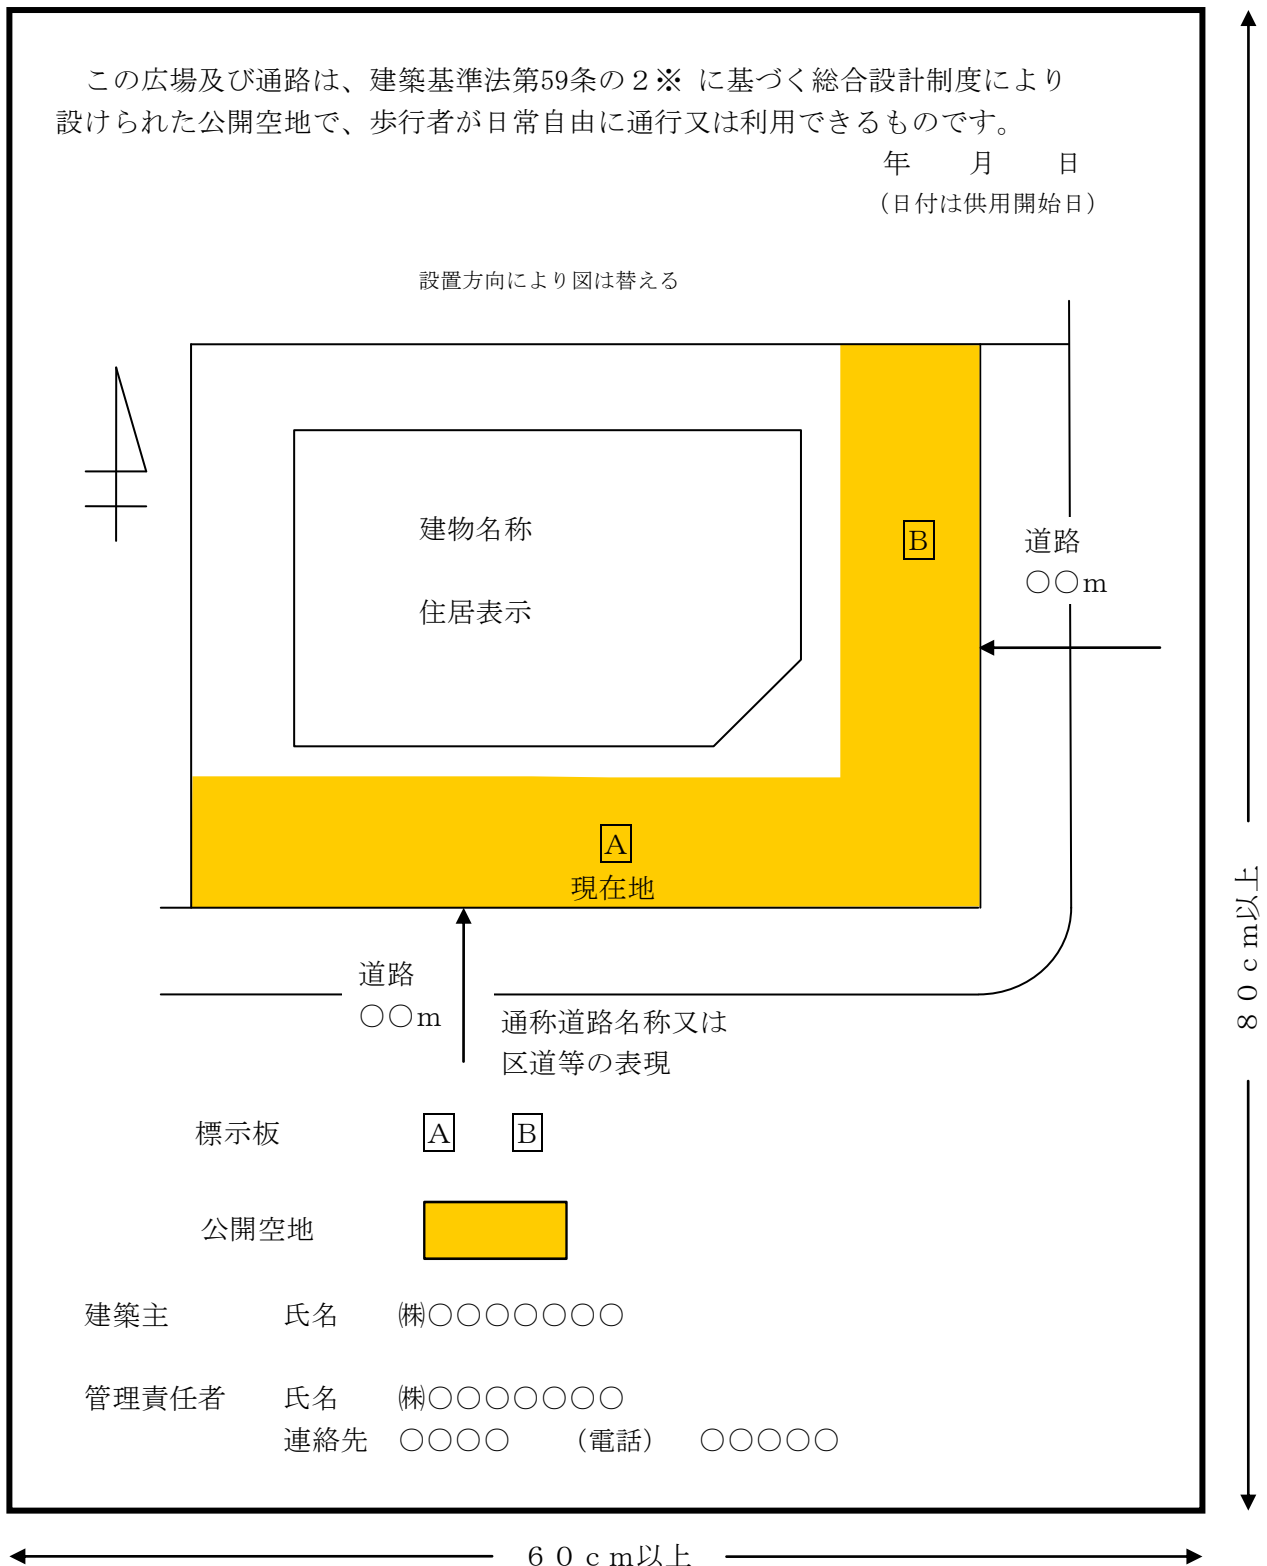 この広場及び通路は、建築基準法第59条の２※ に基づく総合設計制度により
設けられた公開空地で、歩行者が日常自由に通行又は利用できるものです。
年　　月　　日
（日付は供用開始日）
設置方向により図は替える
建物名称
住居表示
B
道路
○○m
A
現在地
道路
○○m
通称道路名称又は
区道等の表現
標示板　A　B
公開空地
建築主　氏名　㈱○○○○○○○
管理責任者　氏名　㈱○○○○○○○
連絡先　○○○○　（電話）　○○○○○
８０ｃｍ以上
６０ｃｍ以上